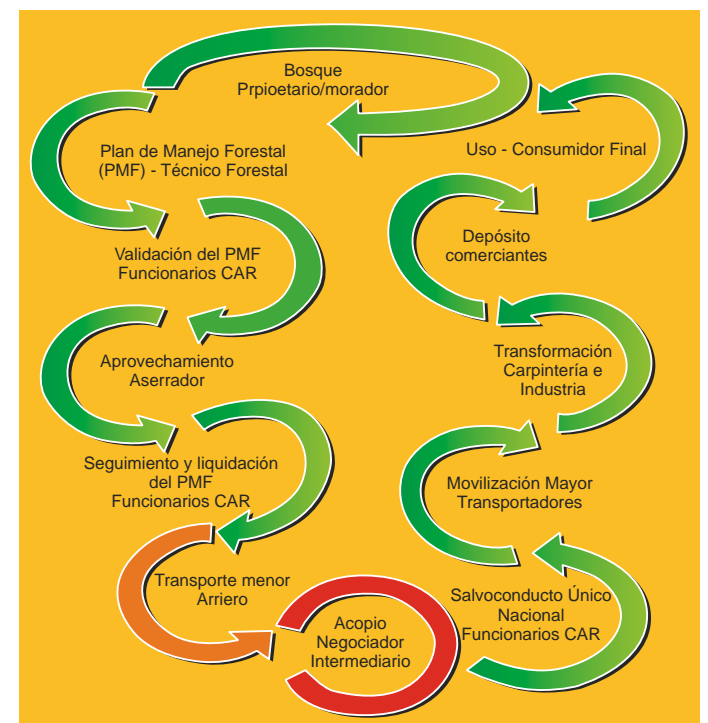 Bosque
Prpioetario/morador
Plan de Manejo Forestal
(PMF) - Técnico Forestal
Validación del PMF
Funcionarios CAR
Aprovechamiento
Aserrador
Seguimiento y liquidación
del PMF
Funcionarios CAR
Transporte menor
Arriero
Acopio
Negociador
Intermediario
Salvoconducto Único
Nacional
Funcionarios CAR
Movilización Mayor
Transportadores
Transformación
Carpintería e
Industria
Depósito
comerciantes
Uso - Consumidor Final